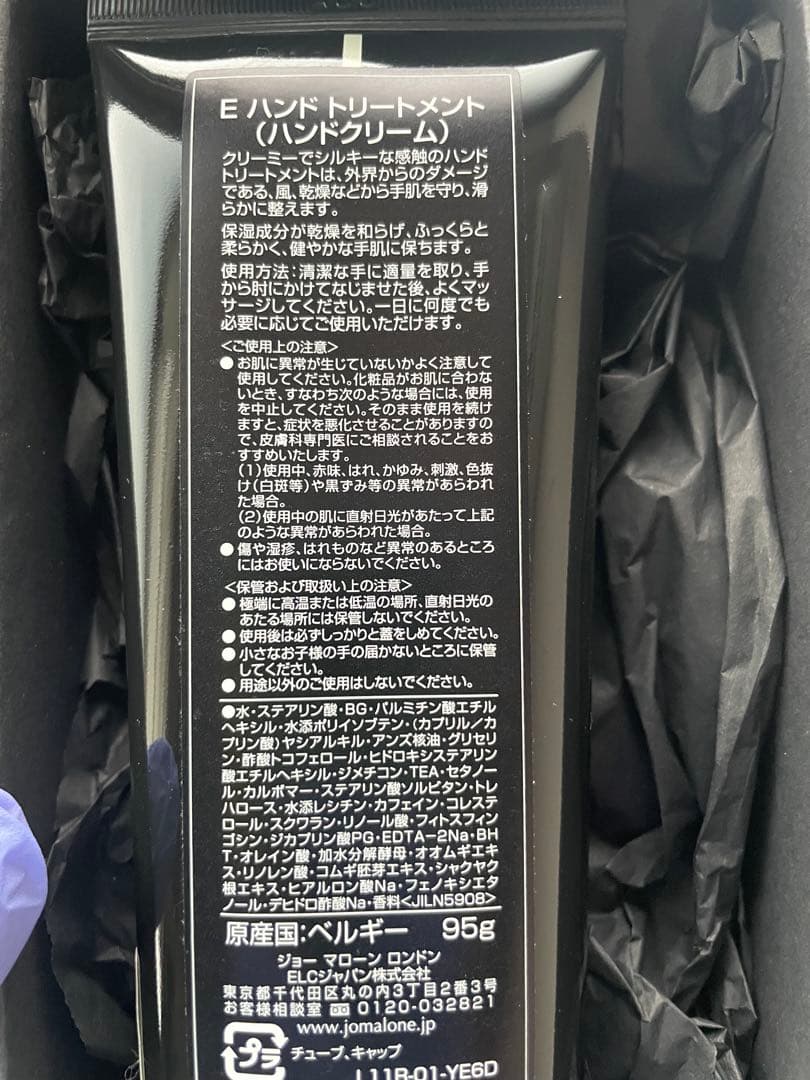 E ハンド トリートメント
(ハンドクリーム)
クリーミーでシルキーな感触のハンド
トリートメントは、外界からのダメージ
である、風、乾燥などから手肌を守り、滑
らかに整えます。
保湿成分が乾燥を和らげ、ふっくらと
柔らかく、健やかな手肌に保ちます。
使用方法:清潔な手に適量を取り、手
から肘にかけてなじませた後、よくマッ
サージしてください。一日に何度でも
必要に応じてご使用いただけます。
<ご使用上の注意>
●お肌に異常が生じていないかよく注意して
使用してください。化粧品がお肌に合わな
いとき、すなわち次のような場合には、使用
を中止してください。そのまま使用を続け
ますと、症状を悪化させることがありますの
で、皮膚科専門医にご相談されることをお
すすめいたします。
(1)使用中、赤味、はれ、かゆみ、刺激、色抜
け(白斑等)や黒ずみ等の異常があらわれ
た場合。
(2)使用中の肌に直射日光があたって上記
のような異常があらわれた場合。
●傷や湿疹、はれものなど異常のあるところ
にはお使いにならないでください。
<保管および取扱い上の注意>
●極端に高温または低温の場所、直射日光の
あたる場所には保管しないでください。
●使用後は必ずしっかりと蓋をしめてください。
●小さなお子様の手の届かないところに保管
してください。
●用途以外のご使用はしないでください。
●水・ステアリン酸・BG・パルミチン酸エチル
ヘキシル・水添ポリイソブテン・(カプリル/カ
プリン酸)ヤシアルキル・アンズ核油・グリセリ
ン・酢酸トコフェロール・ヒドロキシステアリン
酸エチルヘキシル・ジメチコン・TEA・セタノー
ル・カルボマー・ステアリン酸ソルビタン・トレ
ハロース・水添レシチン・カフェイン・コレステ
ロール・スクワラン・リノール酸・フィトスフィン
ゴシン・ジカプリン酸PG・EDTA-2Na・BH
T・オレイン酸・加水分解酵母・オオムギエキ
ス・リノレン酸・コムギ胚芽エキス・シャクヤク
根エキス・ヒアルロン酸Na・フェノキシエタ
ノール・デヒドロ酢酸Na・香料<JILN5908>
原産国:ベルギー 95g
ジョー マローン ロンドン
ELCジャパン株式会社
東京都千代田区丸の内3丁目2番3号
お客様相談室 0120-032821
www.jomalone.jp
プラ チューブ、キャップ
L11R-01-YE6D